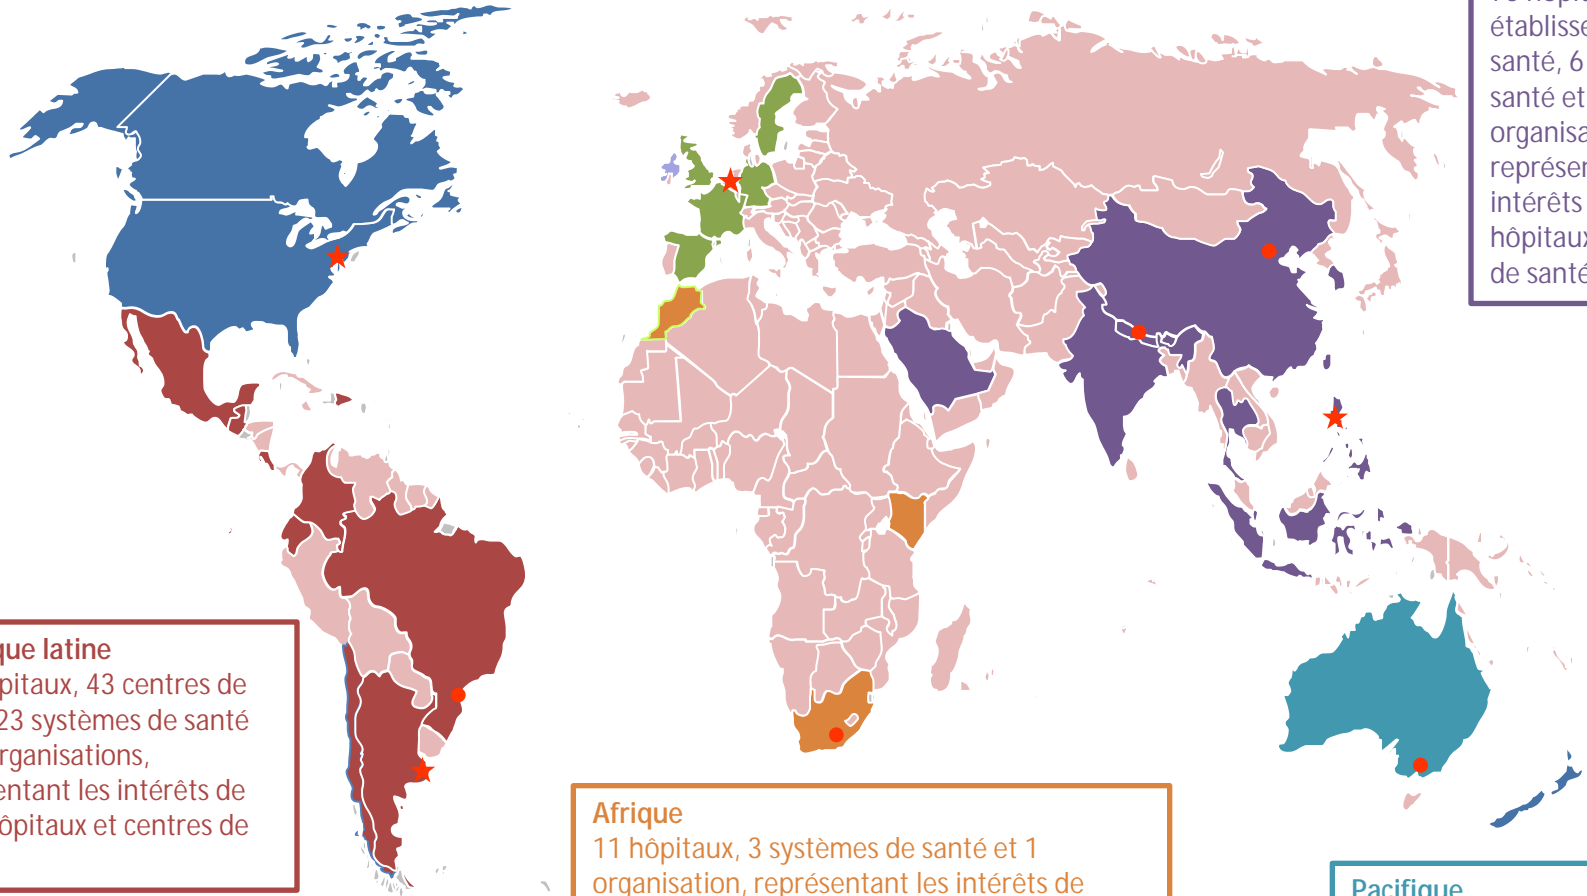 établisse
santé, 6
santé et
organisa
représen
intérêts
hôpitaux
de santé
que latine
pitaux, 43 centres de
23 systèmes de santé
rganisations,
entant les intérêts de
ôpitaux et centres de
Afrique
11 hôpitaux, 3 systèmes de santé et 1
organisation, représentant les intérêts de
Pacifique